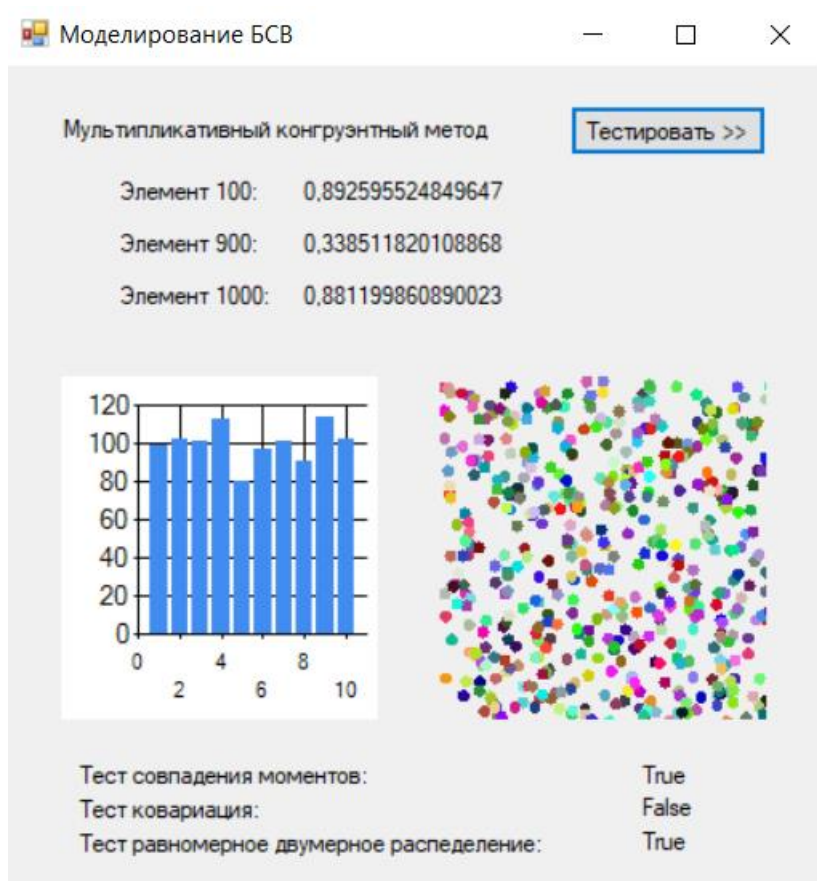 Моделирование БСВ
Мультипликативный конгруэнтный метод
Тестировать >>
Элемент 100: 0,892595524849647
Элемент 900: 0,338511820108868
Элемент 1000: 0,881199860890023
120
100
80
60
40
20
0
0 4 8
2 6 10
Тест совпадения моментов: True
Тест ковариация: False
Тест равномерное двумерное распеделение: True